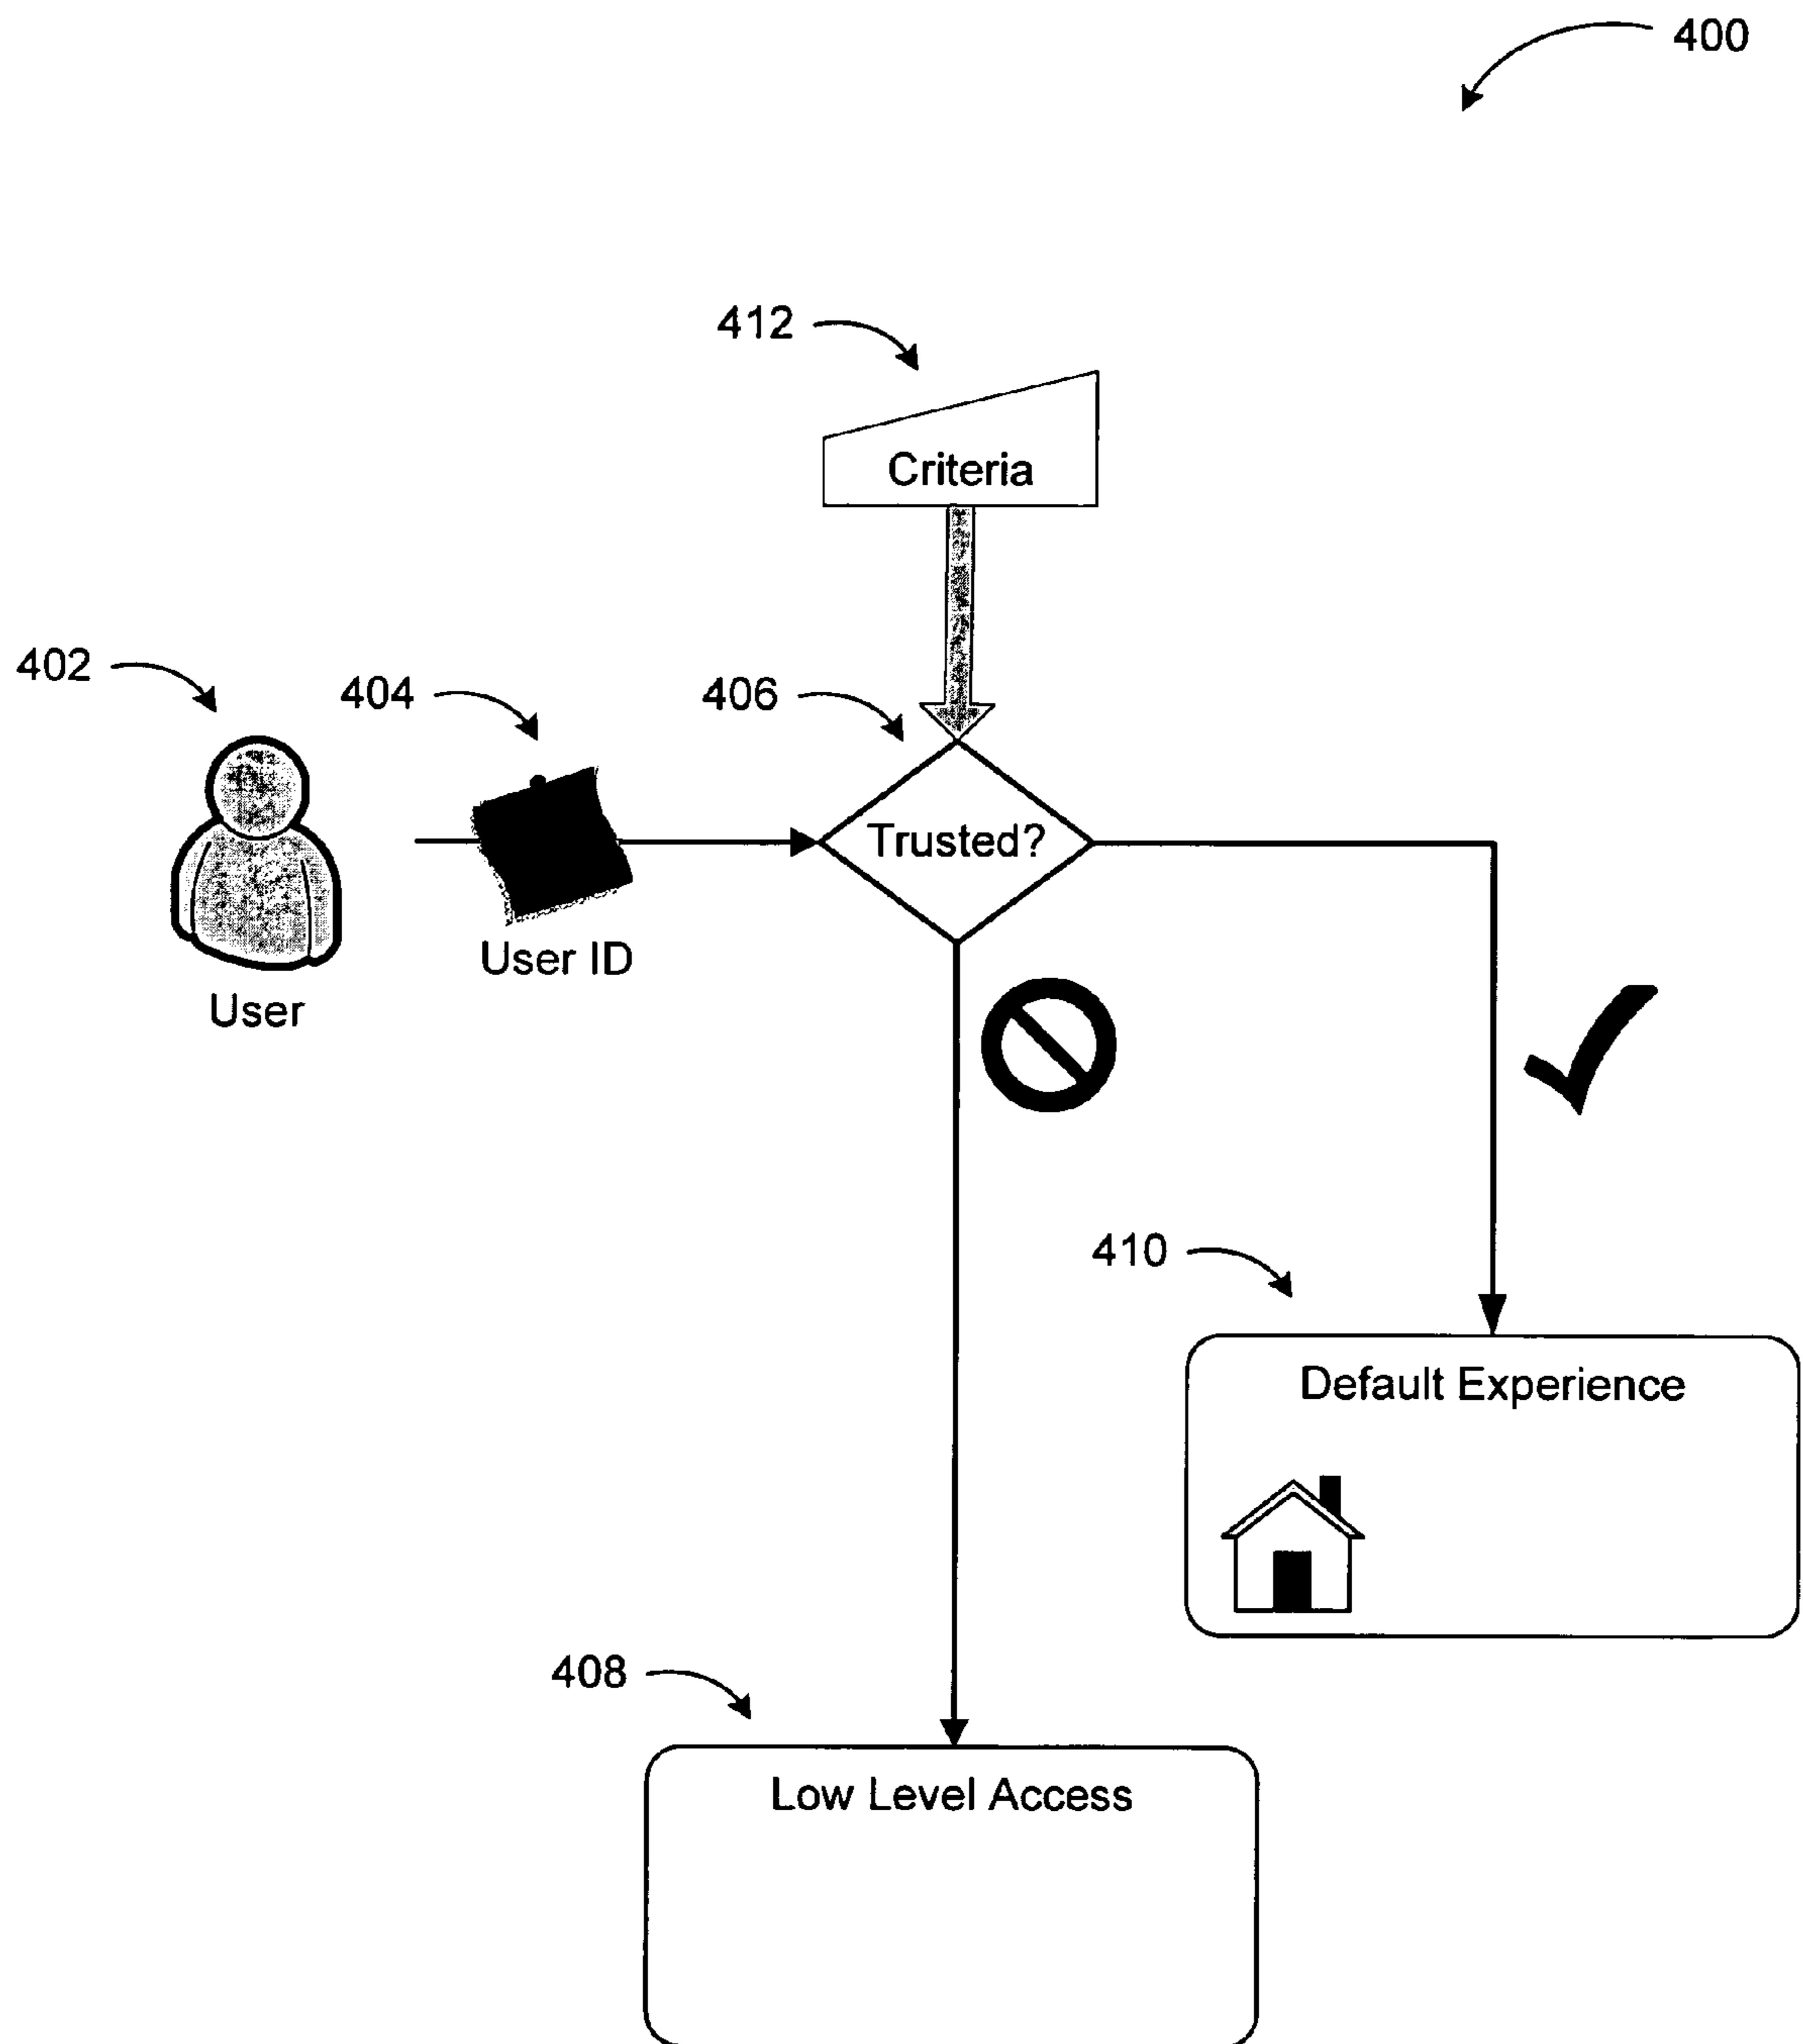 400
412
Criteria
402
404
406
Trusted?
User ID
User
410
Default Experience
408
Low Level Access